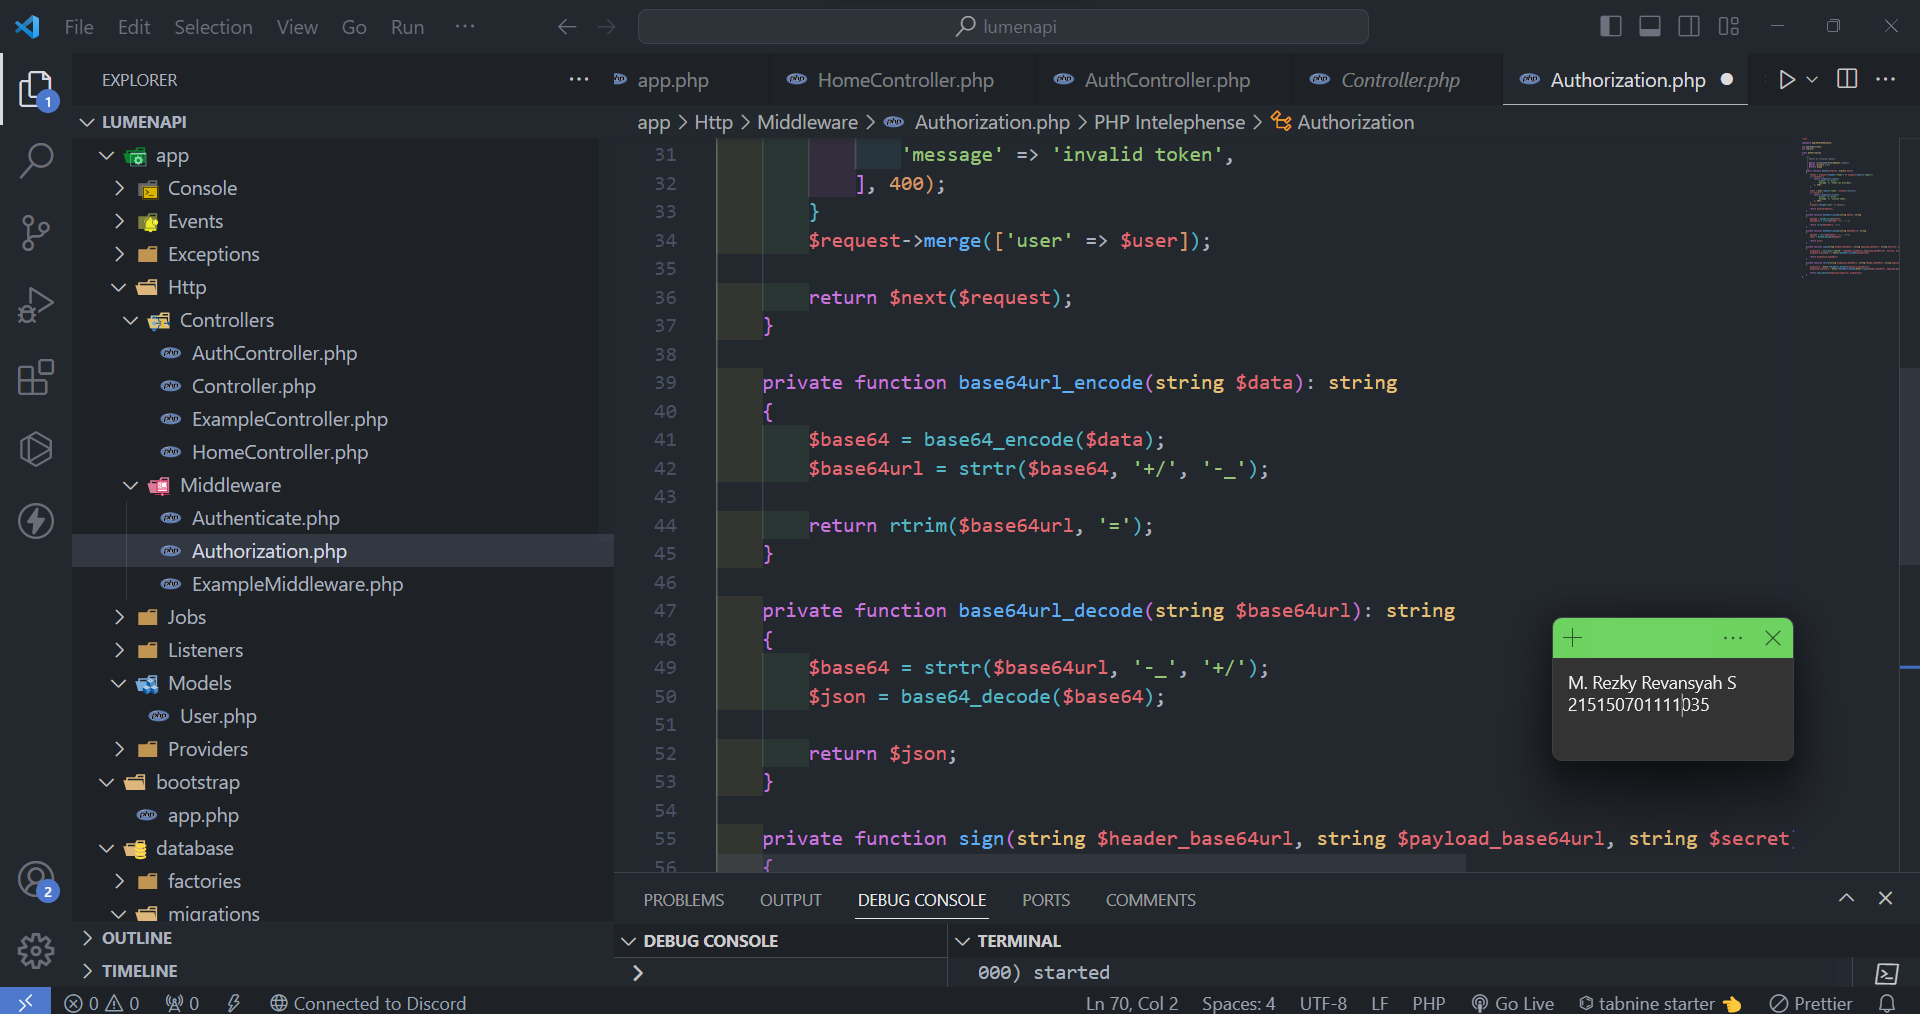 File Edit Selection View Go Run ···
lumenapi
EXPLORER
app.php HomeController.php AuthController.php Controller.php Authorization.php
app > Http > Middleware > Authorization.php > PHP Intelephense > Authorization
LUMENAPI
app
Console
Events
Exceptions
Http
Controllers
AuthController.php
Controller.php
ExampleController.php
HomeController.php
Middleware
Authenticate.php
Authorization.php
ExampleMiddleware.php
Jobs
Listeners
Models
User.php
Providers
bootstrap
app.php
database
factories
migrations
OUTLINE
TIMELINE
31 'message' => 'invalid token',
32 ], 400);
33 }
34 $request->merge(['user' => $user]);
35
36 return $next($request);
37 }
38
39 private function base64url_encode(string $data): string
40 {
41 $base64 = base64_encode($data);
42 $base64url = strtr($base64, '+/', '-_');
43
44 return rtrim($base64url, '=');
45 }
46
47 private function base64url_decode(string $base64url): string
48 {
49 $base64 = strtr($base64url, '-_', '+/');
50 $json = base64_decode($base64);
51
52 return $json;
53 }
54
55 private function sign(string $header_base64url, string $payload_base64url, string $secret)
56 {
M. Rezky Revansyah S
215150701111035
PROBLEMS OUTPUT DEBUG CONSOLE PORTS COMMENTS
DEBUG CONSOLE
TERMINAL
000) started
1
2
0 0 0 Connected to Discord Ln 70, Col 2 Spaces: 4 UTF-8 LF PHP Go Live tabnine starter Prettier